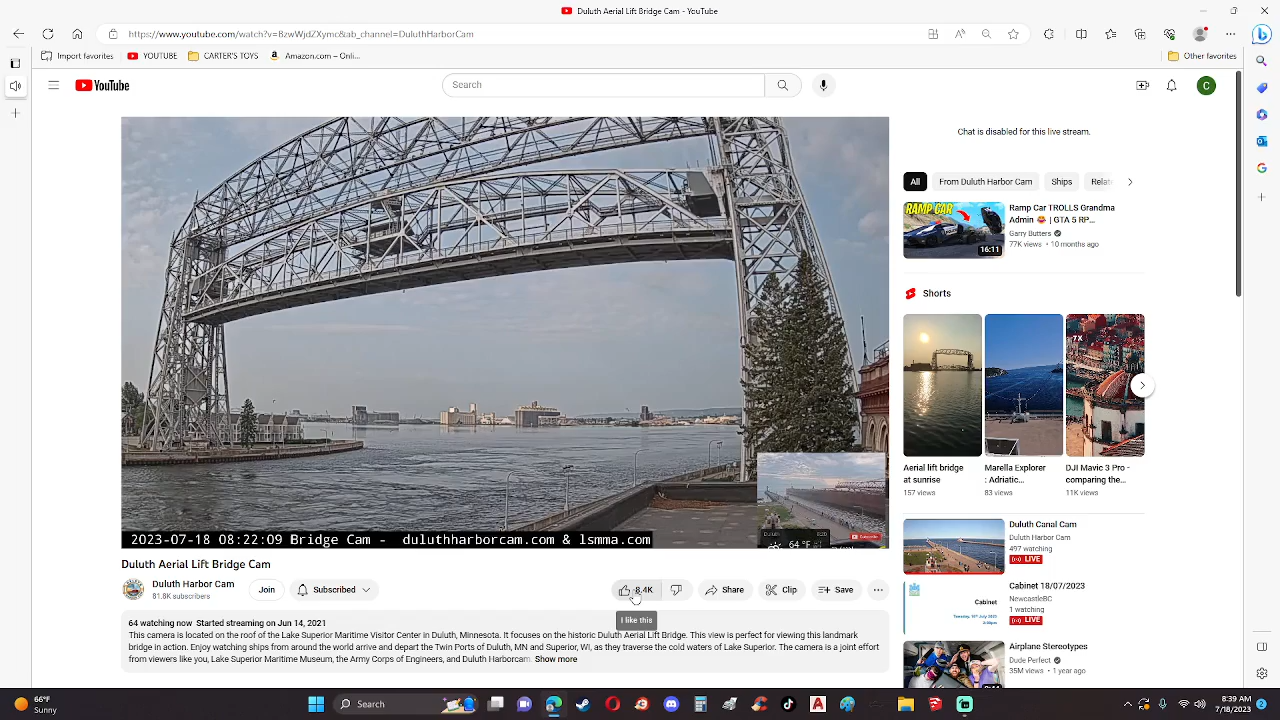 Duluth Aerial Lift Bridge Cam - YouTube
https://www.youtube.com/watch?v=BzwWjdZXymc&ab_channel=DuluthHarborCam
Import favorites
YOUTUBE
CARTER'S TOYS
Amazon.com – Onli...
Other favorites
YouTube
Search
C
Chat is disabled for this live stream.
All
From Duluth Harbor Cam
Ships
Relat
RAMP CAR
16:11
Ramp Car TROLLS Grandma
Admin | GTA 5 RP...
Garry Butters
77K views • 10 months ago
Shorts
7X
Aerial lift bridge
at sunrise
157 views
Marella Explorer
: Adriatic...
83 views
DJI Mavic 3 Pro -
comparing the...
11K views
2023-07-18 08:22:09 Bridge Cam - duluthharborcam.com & lsmma.com
64 °F
Subscribe
Duluth Aerial Lift Bridge Cam
Duluth Harbor Cam
81.8K subscribers
Join
Subscribed
8.4K
Share
Clip
Save
I like this
64 watching now Started streaming on Jun 15, 2021
This camera is located on the roof of the Lake Superior Maritime Visitor Center in Duluth, Minnesota. It focuses on the historic Duluth Aerial Lift Bridge. This view is perfect for viewing this landmark
bridge in action. Enjoy watching ships from around the world arrive and depart the Twin Ports of Duluth, MN and Superior, WI, as they traverse the cold waters of Lake Superior. The camera is a joint effort
from viewers like you, Lake Superior Maritime Museum, the Army Corps of Engineers, and Duluth Harborcam. Show more
Duluth Canal Cam
Duluth Harbor Cam
497 watching
LIVE
Cabinet
Cabinet 18/07/2023
NewcastleBC
1 watching
LIVE
Airplane Stereotypes
Dude Perfect
35M views • 1 year ago
66°F
Sunny
Search
8:39 AM
7/18/2023
2